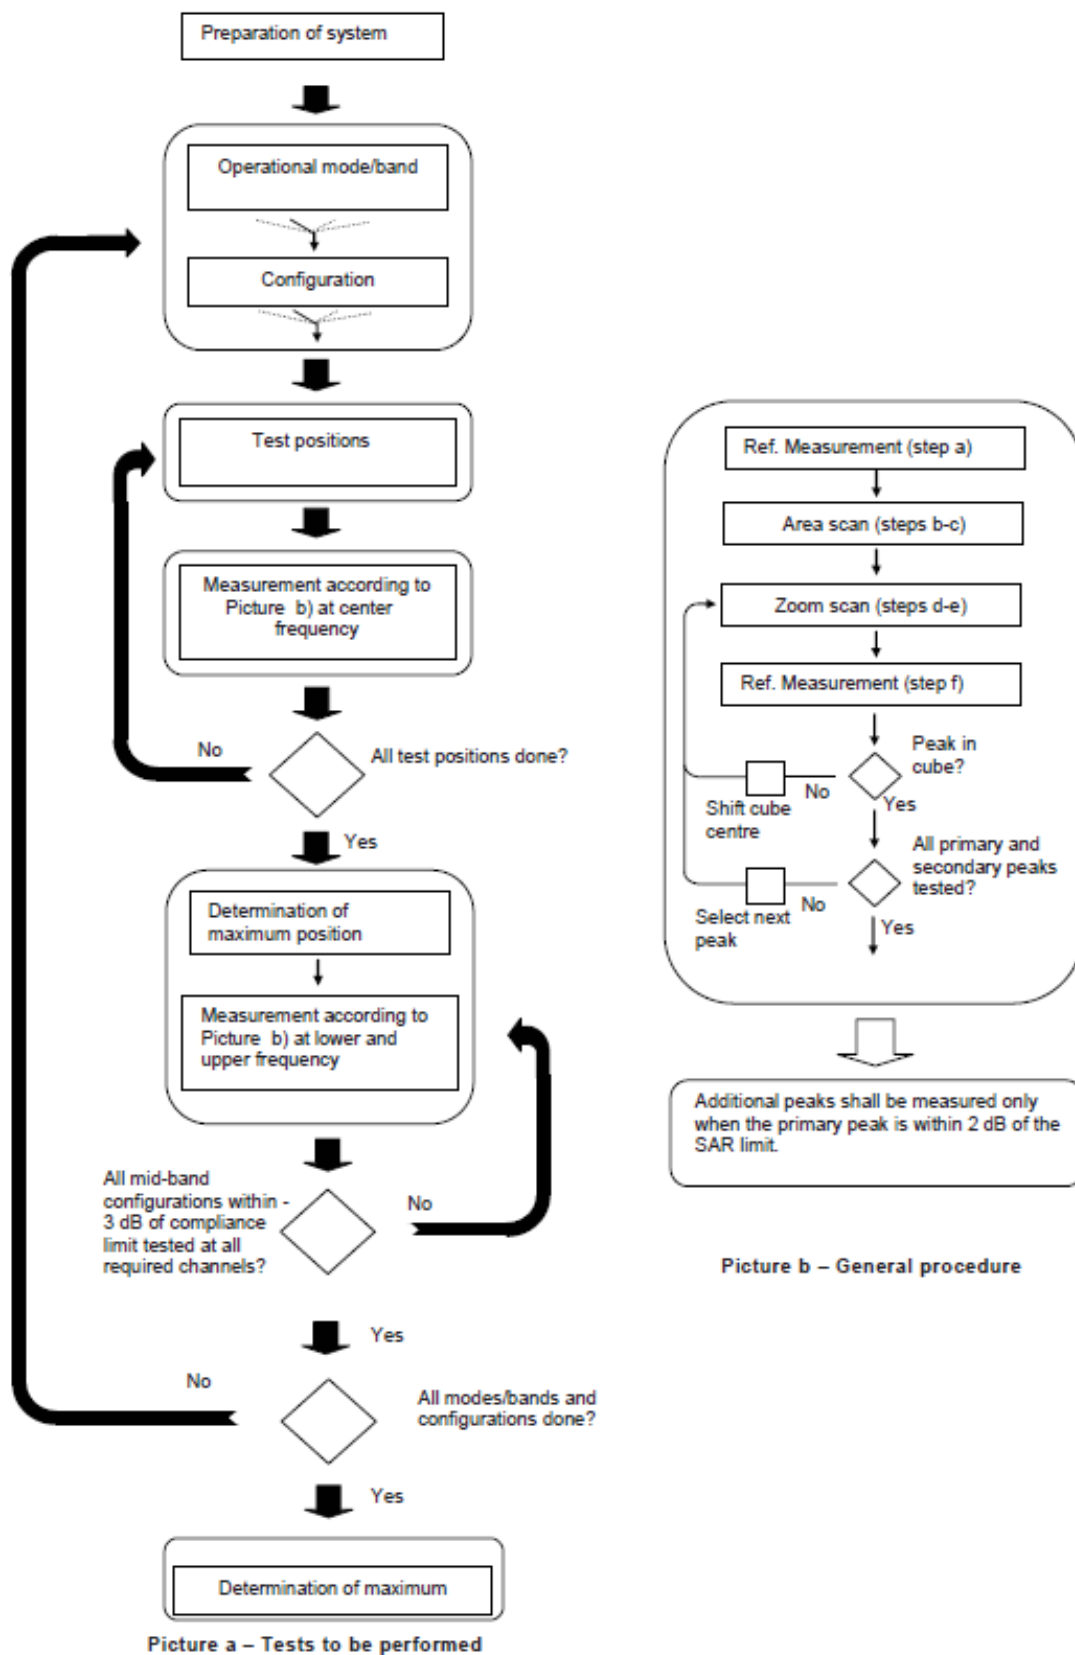 Preparation of system
Operational mode/band
Configuration
Test positions
Measurement according to
Picture b) at center
frequency
No
All test positions done?
Yes
Determination of
maximum position
Measurement according to
Picture b) at lower and
upper frequency
All mid-band
configurations within -
3 dB of compliance
limit tested at all
required channels?
No
Yes
No
All modes/bands and
configurations done?
Yes
Determination of maximum
Picture a – Tests to be performed
Ref. Measurement (step a)
Area scan (steps b-c)
Zoom scan (steps d-e)
Ref. Measurement (step f)
Peak in
cube?
No
Shift cube
centre
Yes
All primary and
secondary peaks
tested?
No
Select next
peak
Yes
Additional peaks shall be measured only
when the primary peak is within 2 dB of the
SAR limit.
Picture b – General procedure